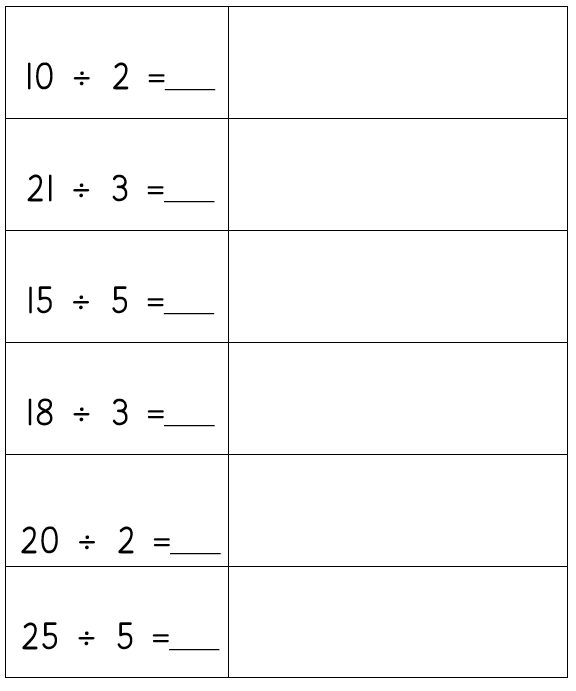 10 ÷ 2 =___
21 ÷ 3 =___
15 ÷ 5 =___
18 ÷ 3 =___
20 ÷ 2 =___
25 ÷ 5 =___